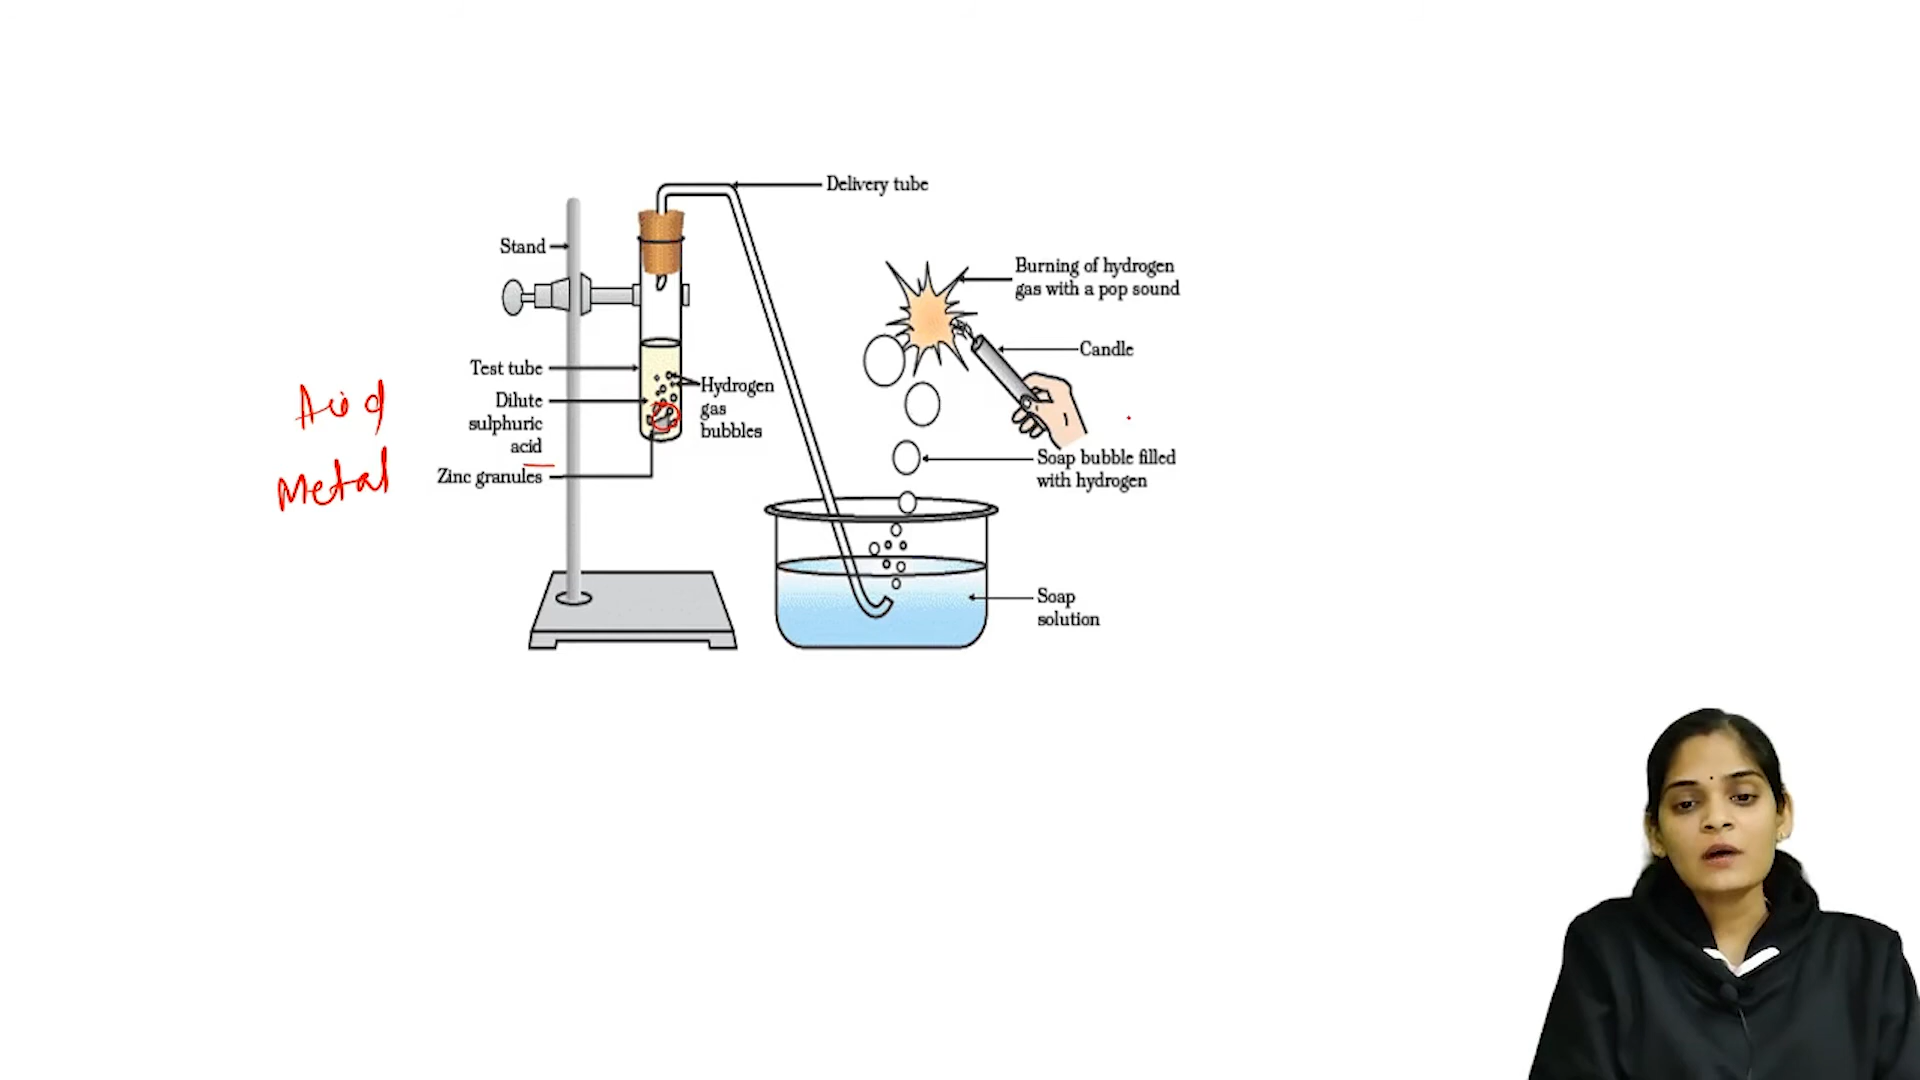 Delivery tube
Stand
Burning of hydrogen
gas with a pop sound
Candle
Test tube
Hydrogen
gas
bubbles
Dilute
sulphuric
acid
Zinc granules
Acid
Metal
Soap bubble filled
with hydrogen
Soap
solution